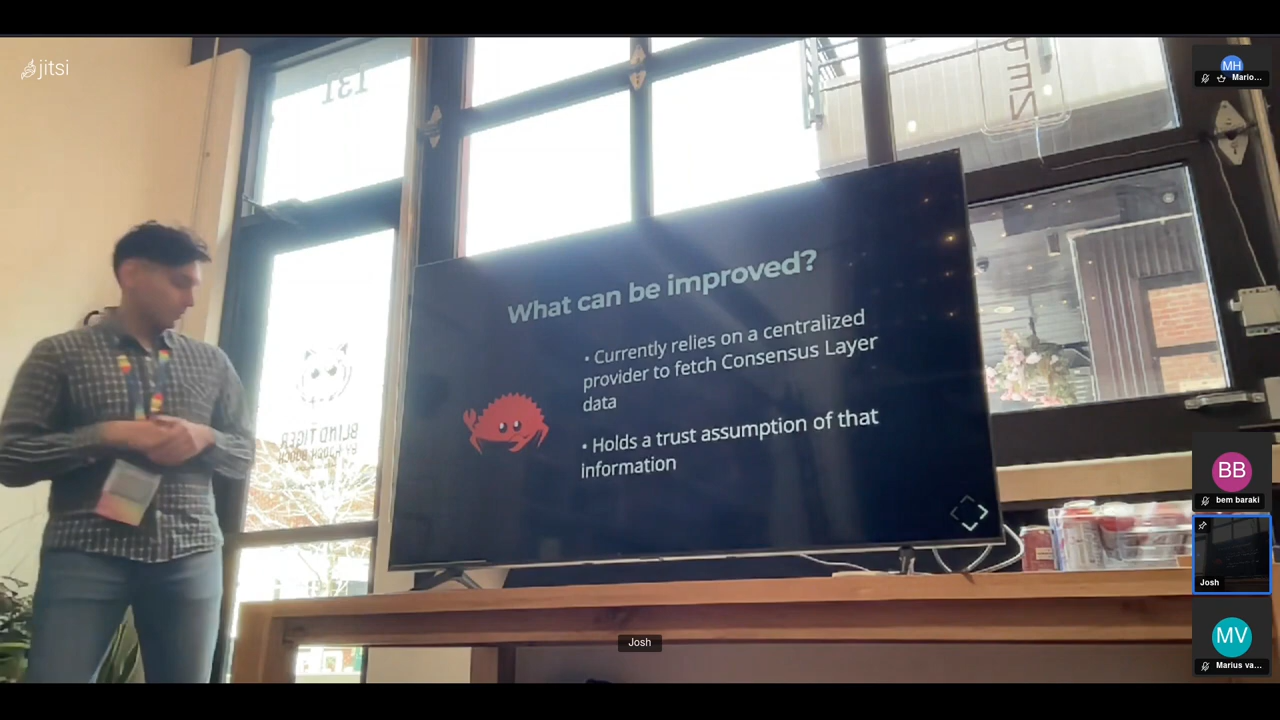 jitsi
131
PEN
MH
Mario...
What can be improved?
• Currently relies on a centralized
provider to fetch Consensus Layer
data
• Holds a trust assumption of that
information
BLIND TIGER
BB
bem baraki
Josh
MV
Marius va...
Josh